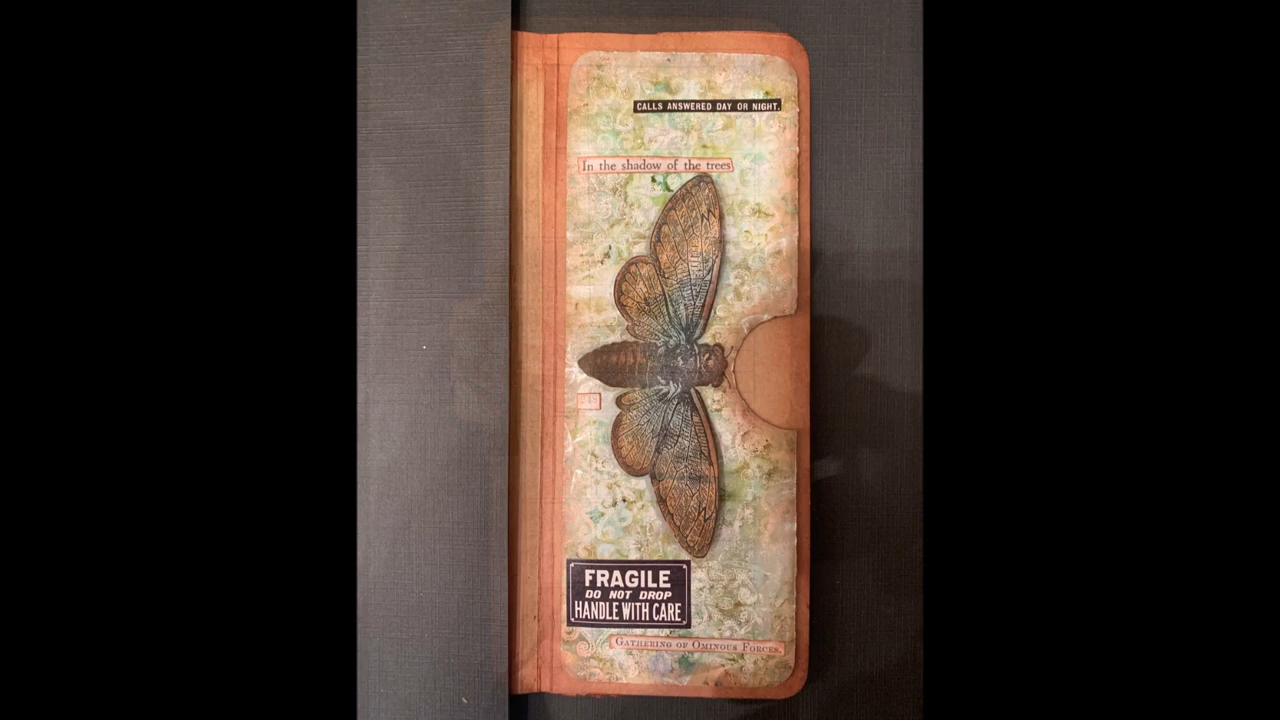 CALLS ANSWERED DAY OR NIGHT.
In the shadow of the trees
249
FRAGILE
DO NOT DROP
HANDLE WITH CARE
GATHERING OF OMINOUS FORCES.